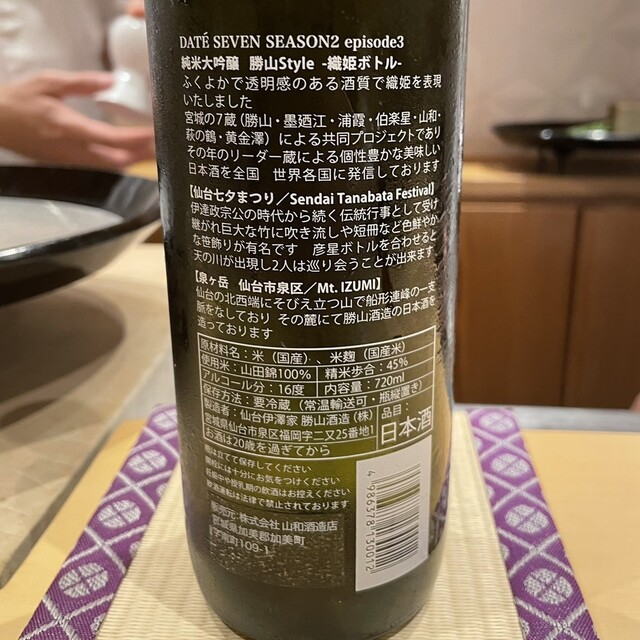 DATÉ SEVEN SEASON2 episode3
純米大吟醸 勝山Style -織姫ボトル-
ふくよかで透明感のある酒質で織姫を表現
いたしました
宮城の7蔵（勝山・墨廼江・浦霞・伯楽星・山和・
萩の鶴・黄金澤）による共同プロジェクトであり
その年のリーダー蔵による個性豊かな美味しい
日本酒を全国 世界各国に発信しております
【仙台七夕まつり／Sendai Tanabata Festival】
伊達政宗公の時代から続く伝統行事として受け
継がれ巨大な竹に吹き流しや短冊など色鮮やか
な笹飾りが有名です 彦星ボトルを合わせると
天の川が出現し2人は巡り会うことが出来ます
【泉ヶ岳 仙台市泉区／Mt. IZUMI】
仙台の北西端にそびえ立つ山で船形連峰の一支
脈をなしており その麓にて勝山酒造の日本酒を
造っております
原材料名：米（国産）、米麹（国産米）
使用米：山田錦100% 精米歩合：45%
アルコール分：16度 内容量：720ml
保存方法：要冷蔵（常温輸送可・瓶縦置き）
製造者：仙台伊澤家 勝山酒造（株）
宮城県仙台市泉区福岡字二又25番地1
お酒は20歳を過ぎてから
品目：
日本酒
瓶は立てて保存してください
開栓には十分にお気をつけください
妊娠中や授乳期の飲酒はお控えください
飲酒運転は法律で禁止されております
販売元：株式会社 山和酒造店
宮城県加美郡加美町
字南町109-1
4986378130012